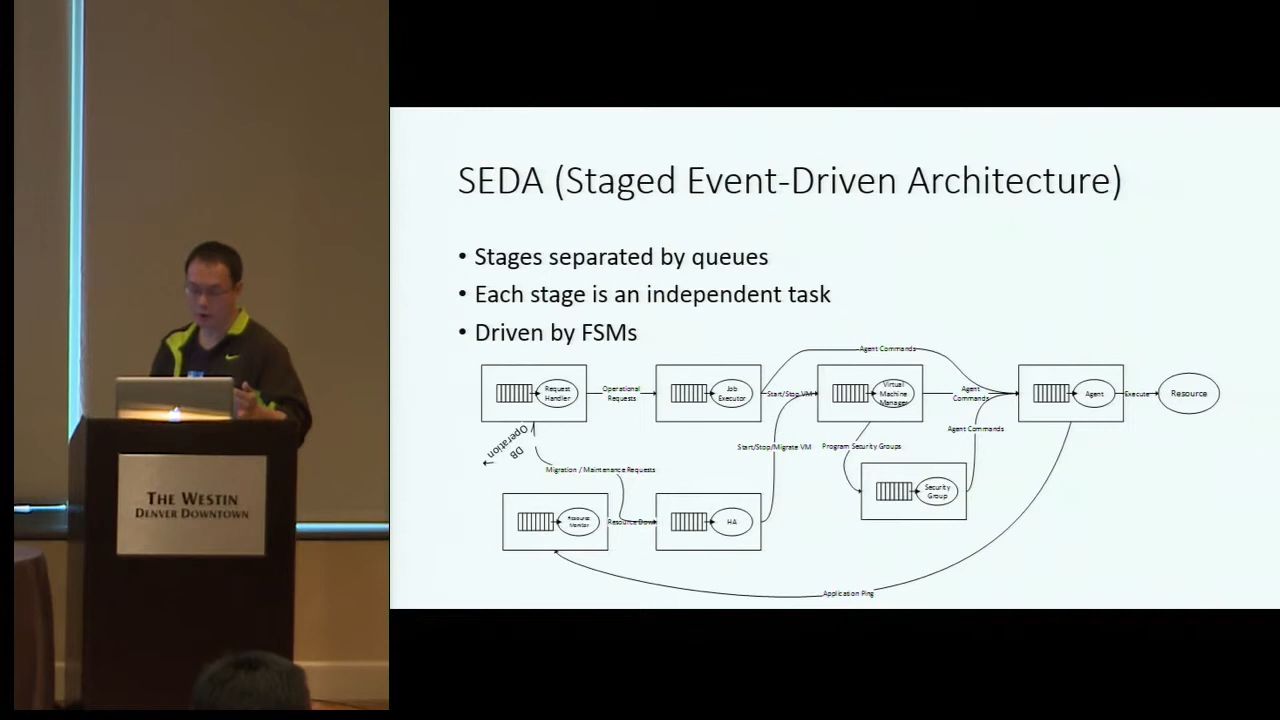 SEDA (Staged Event-Driven Architecture)
• Stages separated by queues
• Each stage is an independent task
• Driven by FSMs
Agent Commands
Request
Handler
Operational
Requests
Job
Executor
Start/Stop VM
Virtual
Machine
Manager
Agent
Commands
Agent
Execute
Resource
DB
Operation
Migration / Maintenance Requests
Start/Stop/Migrate VM
Program Security Groups
Agent Commands
Security
Group
Resource
Monitor
Resource Down
HA
Application Ping
THE WESTIN
DENVER DOWNTOWN